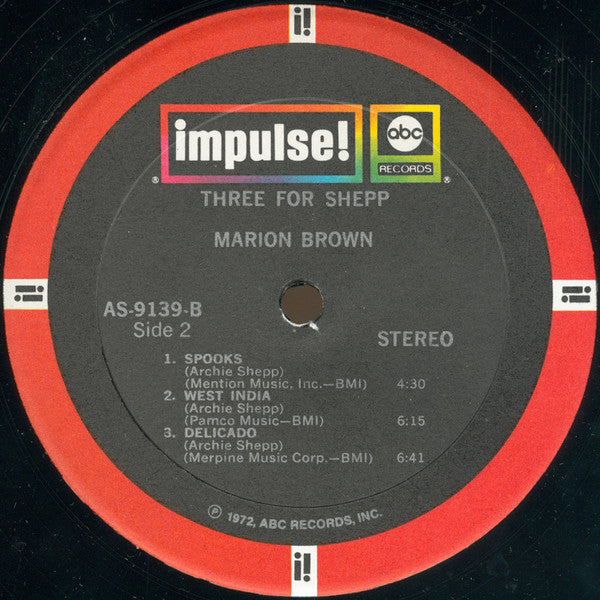 i!
impulse!
abc
RECORDS
® ®
THREE FOR SHEPP
MARION BROWN
i! i!
AS-9139-B
Side 2
STEREO
1. SPOOKS
(Archie Shepp)
(Mention Music, Inc.—BMI) 4:30
2. WEST INDIA
(Archie Shepp)
(Pamco Music—BMI) 6:15
3. DELICADO
(Archie Shepp)
(Merpine Music Corp.—BMI) 6:41
℗ 1972, ABC RECORDS, INC.
i!